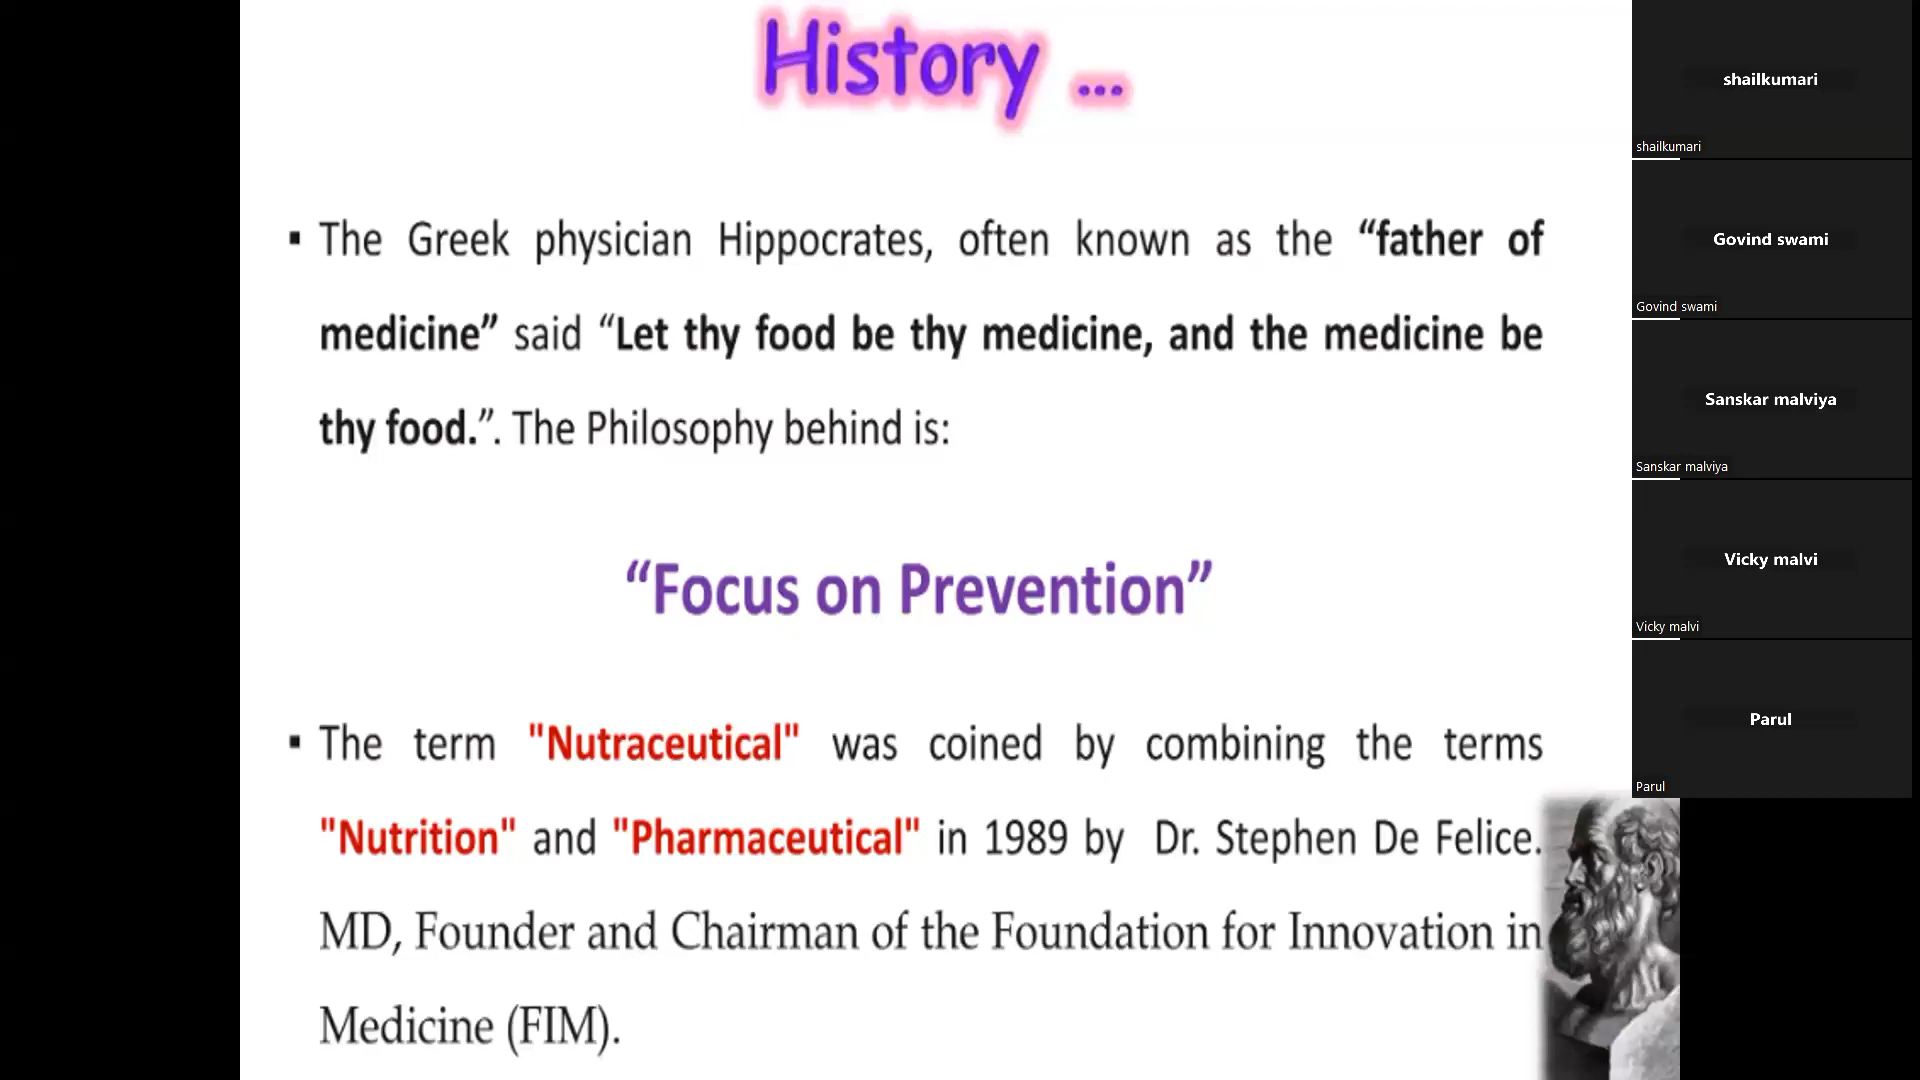 History ...
▪ The Greek physician Hippocrates, often known as the “father of
medicine” said “Let thy food be thy medicine, and the medicine be
thy food.”. The Philosophy behind is:
“Focus on Prevention”
▪ The term "Nutraceutical" was coined by combining the terms
"Nutrition" and "Pharmaceutical" in 1989 by Dr. Stephen De Felice.
MD, Founder and Chairman of the Foundation for Innovation in
Medicine (FIM).
shailkumari
shailkumari
Govind swami
Govind swami
Sanskar malviya
Sanskar malviya
Vicky malvi
Vicky malvi
Parul
Parul